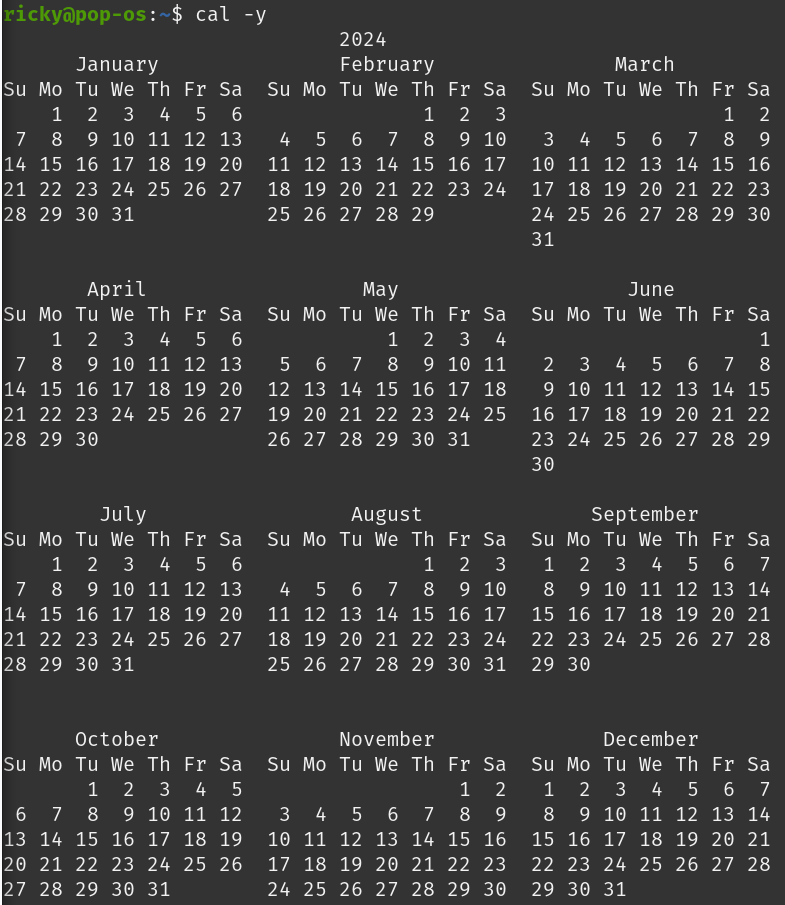 ricky@pop-os:~$ cal -y
                            2024
      January               February               March
Su Mo Tu We Th Fr Sa  Su Mo Tu We Th Fr Sa  Su Mo Tu We Th Fr Sa
    1  2  3  4  5  6               1  2  3                  1  2
 7  8  9 10 11 12 13   4  5  6  7  8  9 10   3  4  5  6  7  8  9
14 15 16 17 18 19 20  11 12 13 14 15 16 17  10 11 12 13 14 15 16
21 22 23 24 25 26 27  18 19 20 21 22 23 24  17 18 19 20 21 22 23
28 29 30 31           25 26 27 28 29        24 25 26 27 28 29 30
                                            31

       April                  May                   June
Su Mo Tu We Th Fr Sa  Su Mo Tu We Th Fr Sa  Su Mo Tu We Th Fr Sa
    1  2  3  4  5  6            1  2  3  4                     1
 7  8  9 10 11 12 13   5  6  7  8  9 10 11   2  3  4  5  6  7  8
14 15 16 17 18 19 20  12 13 14 15 16 17 18   9 10 11 12 13 14 15
21 22 23 24 25 26 27  19 20 21 22 23 24 25  16 17 18 19 20 21 22
28 29 30              26 27 28 29 30 31     23 24 25 26 27 28 29
                                            30

        July                 August              September
Su Mo Tu We Th Fr Sa  Su Mo Tu We Th Fr Sa  Su Mo Tu We Th Fr Sa
    1  2  3  4  5  6               1  2  3   1  2  3  4  5  6  7
 7  8  9 10 11 12 13   4  5  6  7  8  9 10   8  9 10 11 12 13 14
14 15 16 17 18 19 20  11 12 13 14 15 16 17  15 16 17 18 19 20 21
21 22 23 24 25 26 27  18 19 20 21 22 23 24  22 23 24 25 26 27 28
28 29 30 31           25 26 27 28 29 30 31  29 30

      October               November              December
Su Mo Tu We Th Fr Sa  Su Mo Tu We Th Fr Sa  Su Mo Tu We Th Fr Sa
       1  2  3  4  5                  1  2   1  2  3  4  5  6  7
 6  7  8  9 10 11 12   3  4  5  6  7  8  9   8  9 10 11 12 13 14
13 14 15 16 17 18 19  10 11 12 13 14 15 16  15 16 17 18 19 20 21
20 21 22 23 24 25 26  17 18 19 20 21 22 23  22 23 24 25 26 27 28
27 28 29 30 31        24 25 26 27 28 29 30  29 30 31